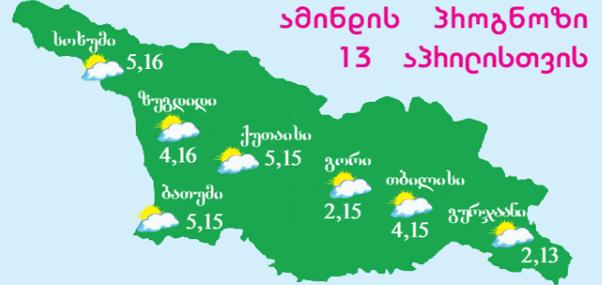 ამინდის პროგნოზი
13 აპრილისთვის
სოხუმი
5,16
ზუგდიდი
4,16
ქუთაისი
5,15
გორი
2,15
თბილისი
4,15
ბათუმი
5,15
გურჯაანი
2,13